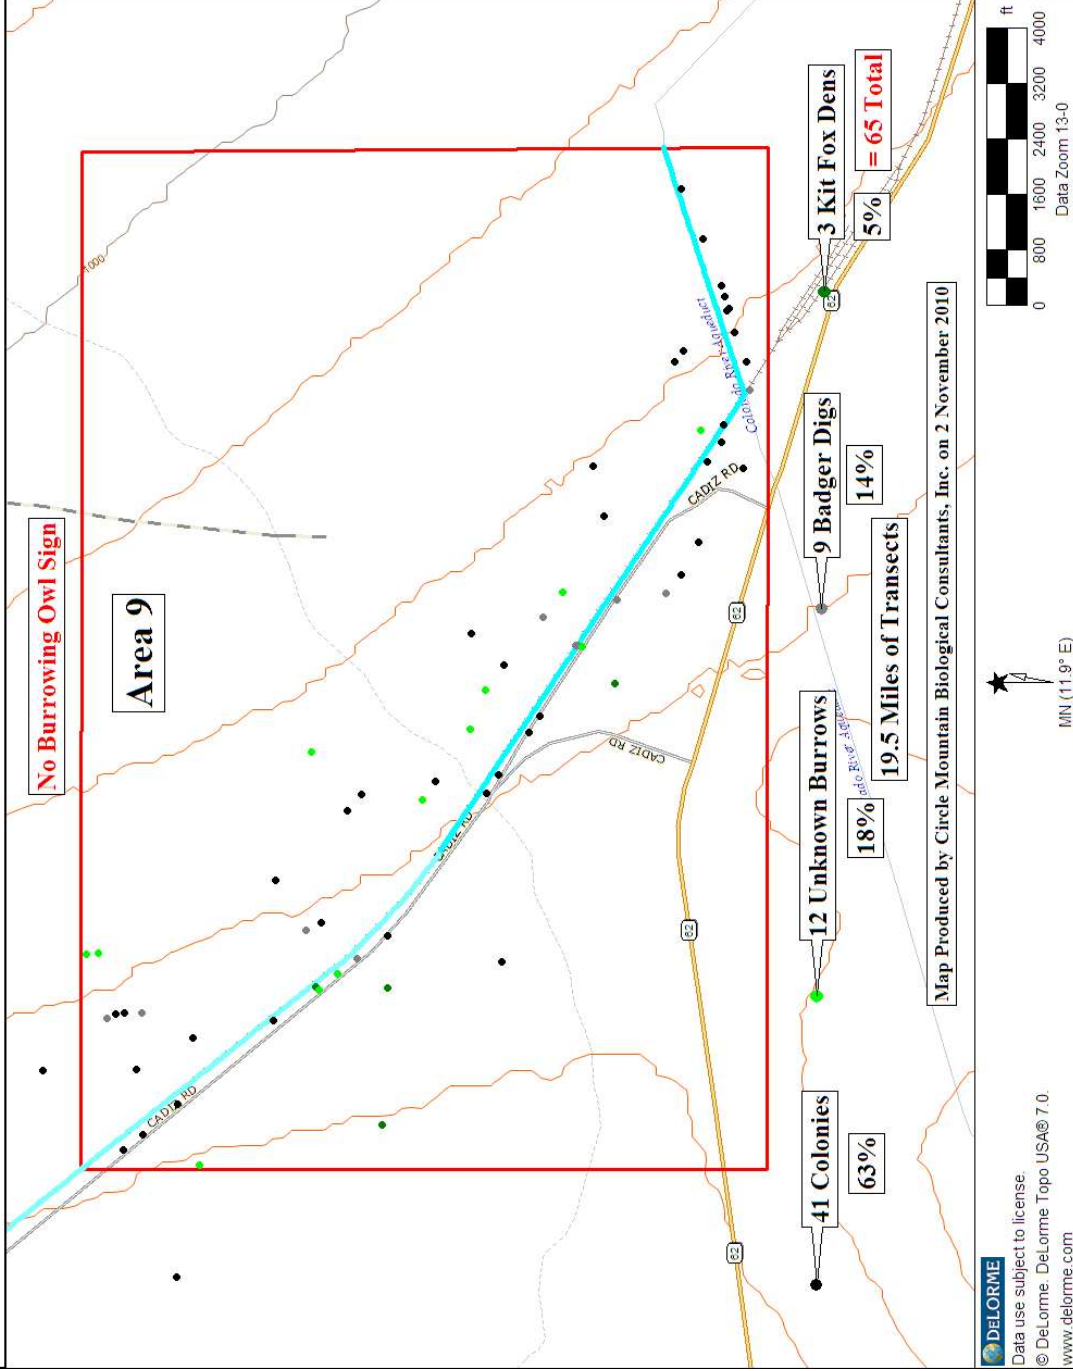 No Burrowing Owl Sign
Area 9
1000
CADIZ RD
CADIZ RD
CADIZ RD
CADIZ RD
Colorado River Aqueduct
62
62
62
62
41 Colonies
63%
12 Unknown Burrows
18%
ado River
9 Badger Digs
14%
3 Kit Fox Dens
5%
= 65 Total
19.5 Miles of Transects
Map Produced by Circle Mountain Biological Consultants, Inc. on 2 November 2010
DELORME
Data use subject to license.
© DeLorme. DeLorme Topo USA® 7.0.
www.delorme.com
MN (11.9° E)
ft
0 800 1600 2400 3200 4000
Data Zoom 13-0